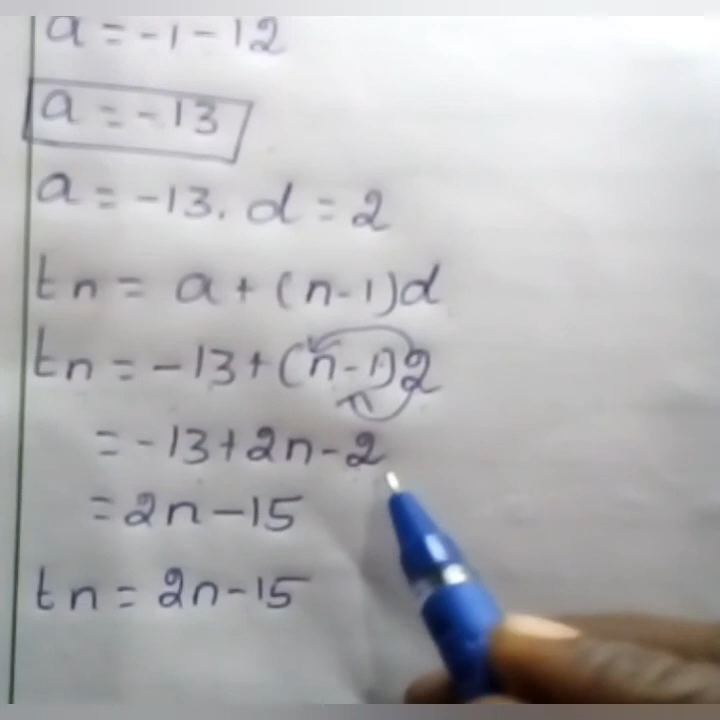 a = -1 - 12
a = -13
a = -13. d = 2
tn = a + (n-1)d
tn = -13 + (n-1)2
= -13 + 2n - 2
= 2n - 15
tn = 2n - 15